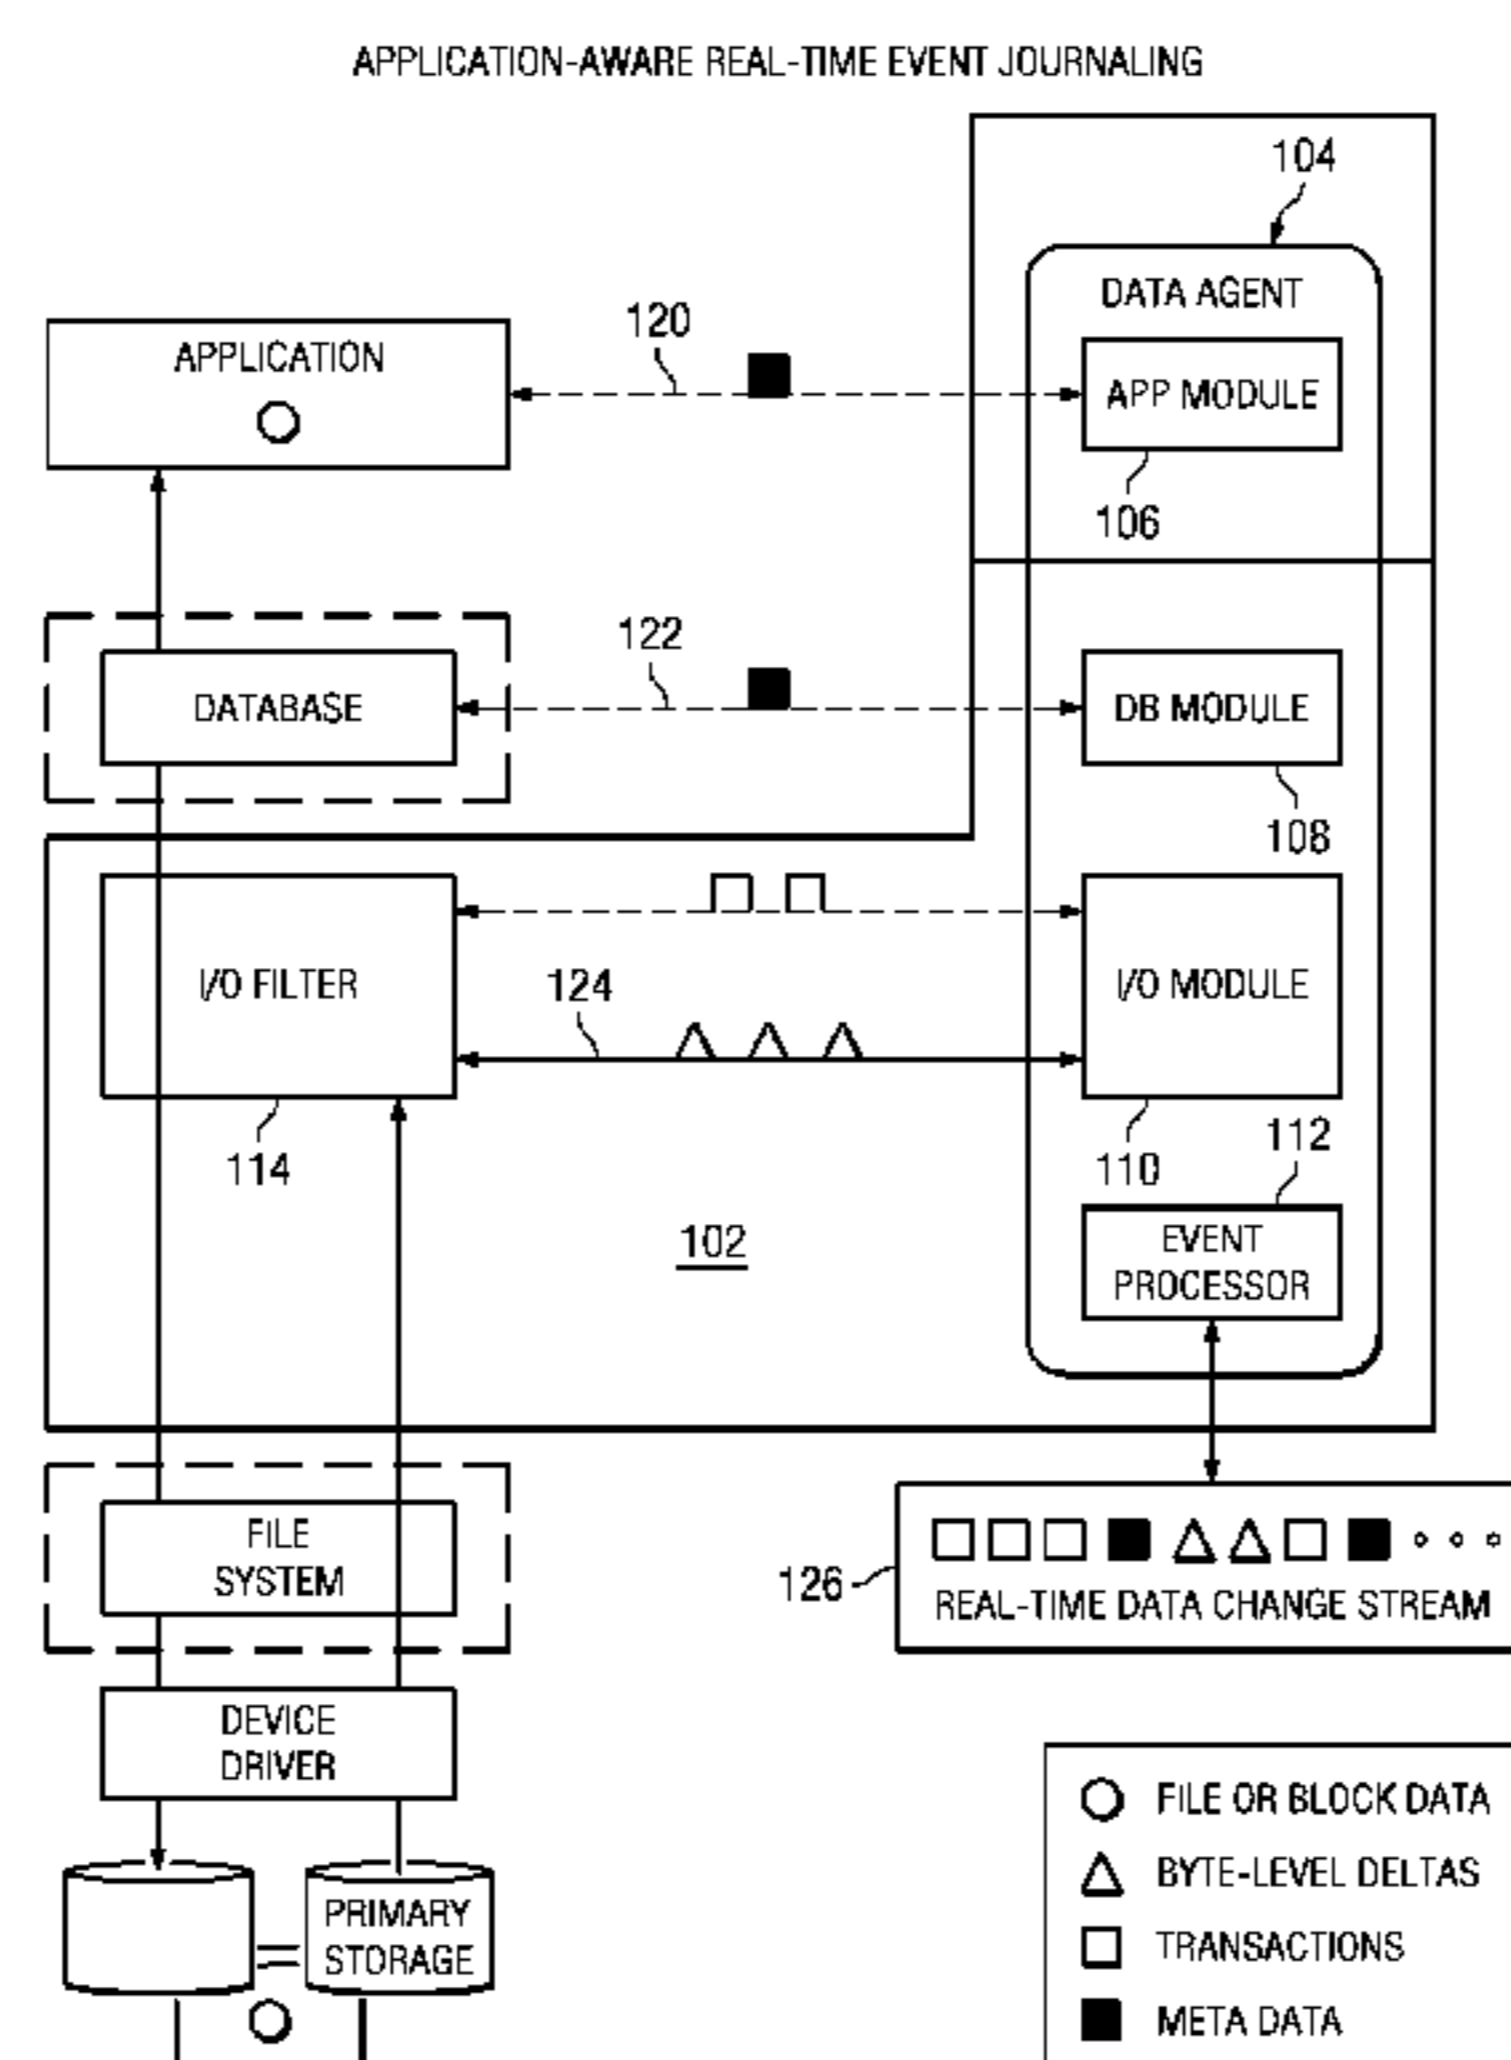 APPLICATION-AWARE REAL-TIME EVENT JOURNALING
104
DATA AGENT
120
APPLICATION
APP MODULE
106
122
DATABASE
DB MODULE
108
I/O FILTER
124
I/O MODULE
114
110
112
102
EVENT
PROCESSOR
FILE
SYSTEM
126
REAL-TIME DATA CHANGE STREAM
DEVICE
DRIVER
FILE OR BLOCK DATA
BYTE-LEVEL DELTAS
PRIMARY
STORAGE
TRANSACTIONS
META DATA